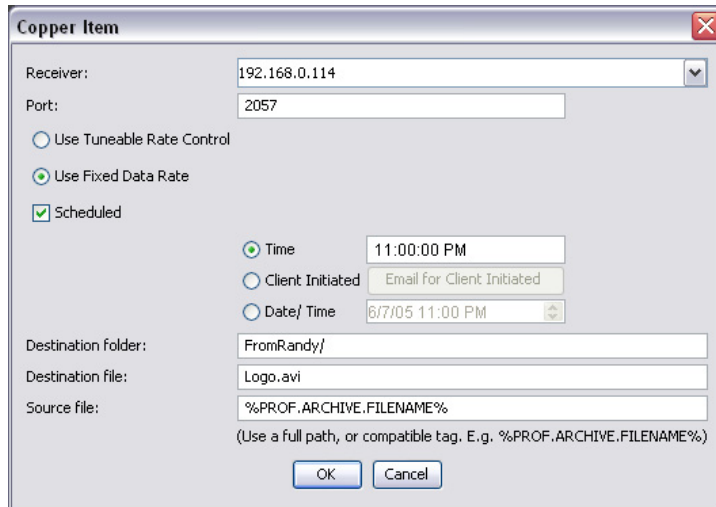 Copper Item
Receiver: 192.168.0.114
Port: 2057
Use Tuneable Rate Control
Use Fixed Data Rate
Scheduled
Time 11:00:00 PM
Client Initiated Email for Client Initiated
Date/ Time 6/7/05 11:00 PM
Destination folder: FromRandy/
Destination file: Logo.avi
Source file: %PROF.ARCHIVE.FILENAME%
(Use a full path, or compatible tag. E.g. %PROF.ARCHIVE.FILENAME%)
OK Cancel